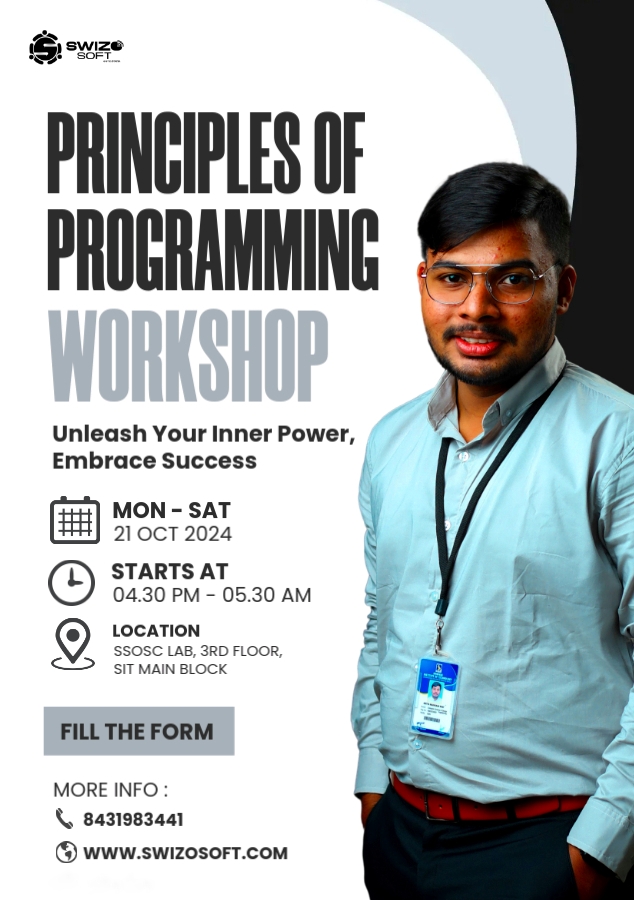 SWIZO
SOFT
PRINCIPLES OF
PROGRAMMING
WORKSHOP
Unleash Your Inner Power,
Embrace Success
MON - SAT
21 OCT 2024
STARTS AT
04.30 PM - 05.30 AM
LOCATION
SSOSC LAB, 3RD FLOOR,
SIT MAIN BLOCK
FILL THE FORM
MORE INFO :
8431983441
WWW.SWIZOSOFT.COM